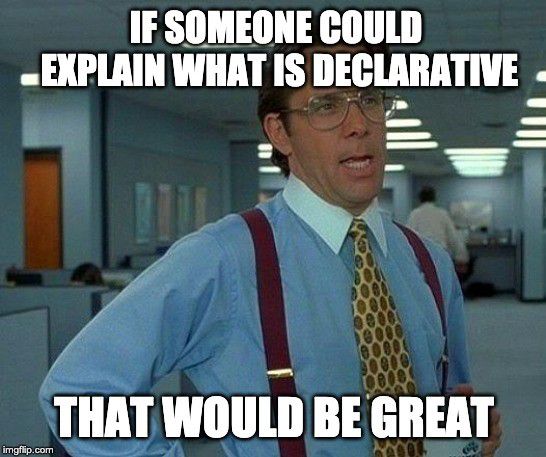 IF SOMEONE COULD
EXPLAIN WHAT IS DECLARATIVE
THAT WOULD BE GREAT
imgflip.com